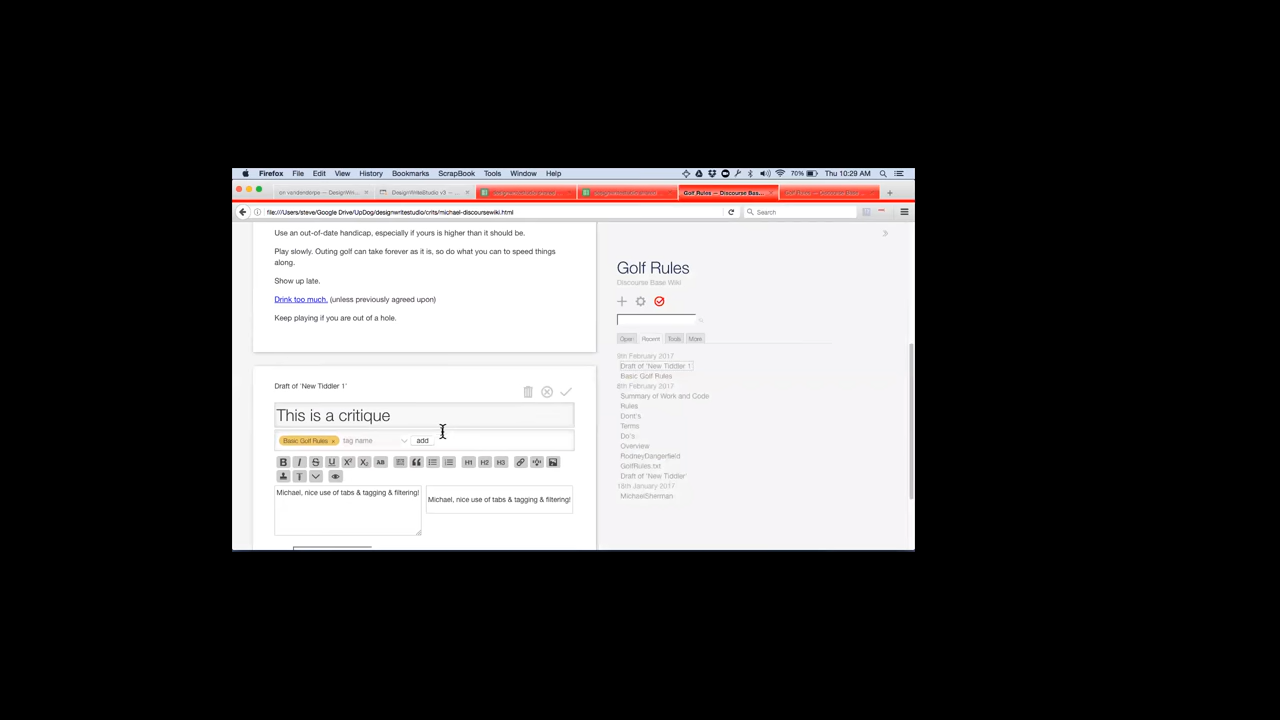 Firefox File Edit View History Bookmarks ScrapBook Tools Window Help 70% Thu 10:29 AM
DesignWriteStudio v3 — ... Golf Rules — Discourse Bas...
file:///Users/steve/Google Drive/UpDog/designwritestudio/crits/michael-discoursewiki.html Search
Use an out-of-date handicap, especially if yours is higher than it should be.
Play slowly. Outing golf can take forever as it is, so do what you can to speed things
along.
Show up late.
Drink too much. (unless previously agreed upon)
Keep playing if you are out of a hole.
Draft of 'New Tiddler 1'
This is a critique
Basic Golf Rules × tag name add
B I S U X² X₂ AB H1 H2 H3
Michael, nice use of tabs & tagging & filtering!
Michael, nice use of tabs & tagging & filtering!
Golf Rules
Discourse Base Wiki
Open Recent Tools More
9th February 2017
Draft of 'New Tiddler 1'
Basic Golf Rules
8th February 2017
Summary of Work and Code
Rules
Dont's
Terms
Do's
Overview
RodneyDangerfield
GolfRules.txt
Draft of 'New Tiddler'
18th January 2017
MichaelSherman